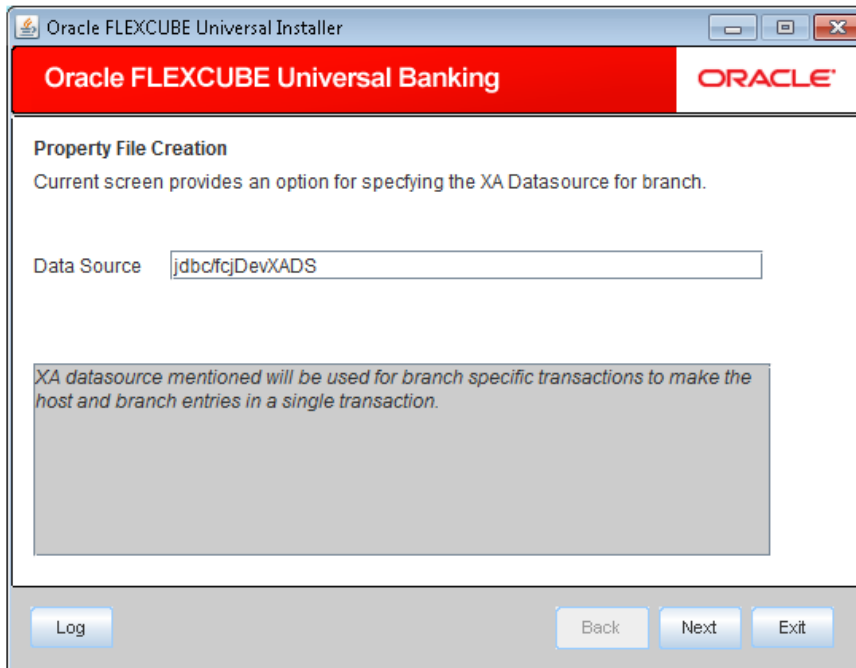 Oracle FLEXCUBE Universal Installer
Oracle FLEXCUBE Universal Banking
ORACLE
Property File Creation
Current screen provides an option for specfying the XA Datasource for branch.
Data Source jdbc/fcjDevXADS
XA datasource mentioned will be used for branch specific transactions to make the
host and branch entries in a single transaction.
Log Back Next Exit